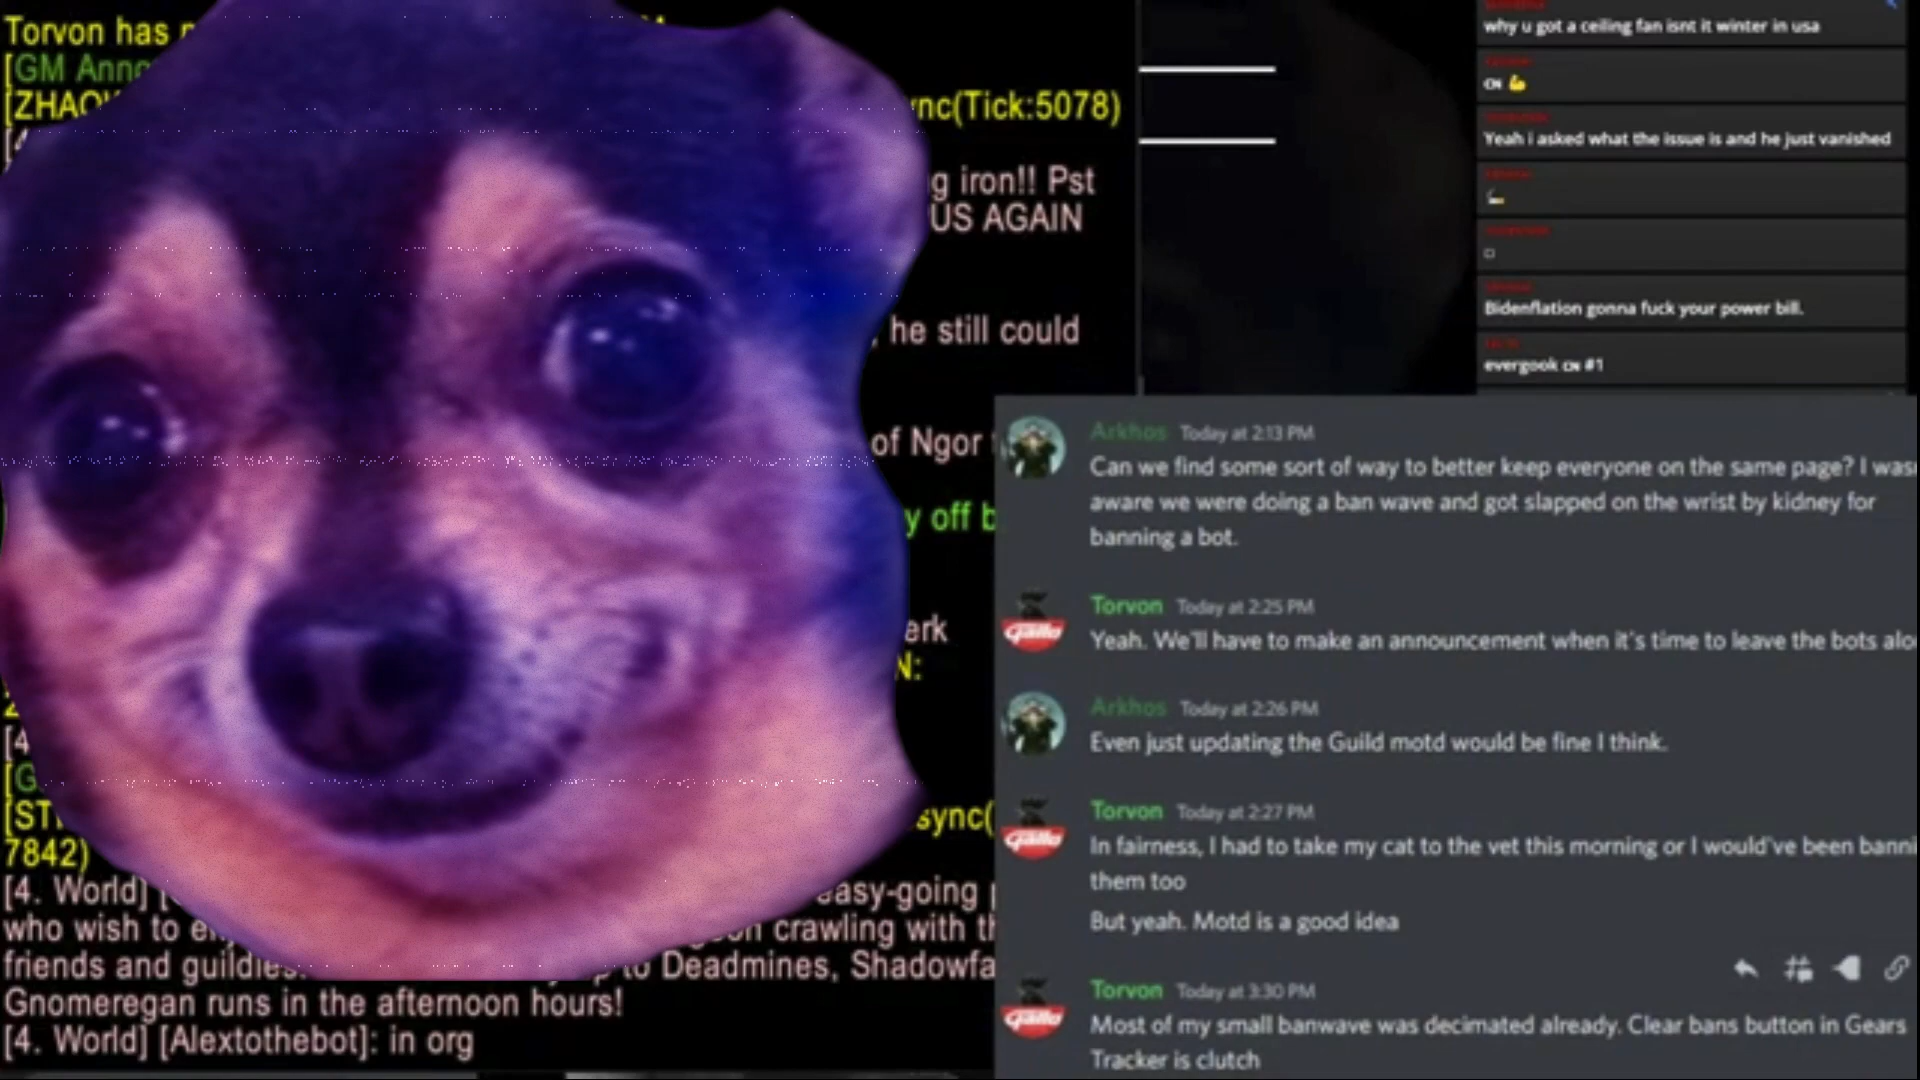 Torvon has
[GM Anno
[ZHAO
nc(Tick:5078)
[4
g iron!! Pst
US AGAIN
, he still could
of Ngor
y off b
erk
N:
[4
[G
[ST
sync(
7842)
[4. World] [
easy-going
who wish to
crawling with th
friends and guildies.
to Deadmines, Shadowfa
Gnomeregan runs in the afternoon hours!
[4. World] [Alextothebot]: in org
why u got a ceiling fan isnt it winter in usa
CN 💪
Yeah i asked what the issue is and he just vanished
Bidenflation gonna fuck your power bill.
evergook CN #1
Arkhos Today at 2:13 PM
Can we find some sort of way to better keep everyone on the same page? I was
aware we were doing a ban wave and got slapped on the wrist by kidney for
banning a bot.
Torvon Today at 2:25 PM
Gallo
Yeah. We'll have to make an announcement when it's time to leave the bots alo
Arkhos Today at 2:26 PM
Even just updating the Guild motd would be fine I think.
Torvon Today at 2:27 PM
Gallo
In fairness, I had to take my cat to the vet this morning or I would've been banni
them too
But yeah. Motd is a good idea
Torvon Today at 3:30 PM
Gallo
Most of my small banwave was decimated already. Clear bans button in Gears
Tracker is clutch